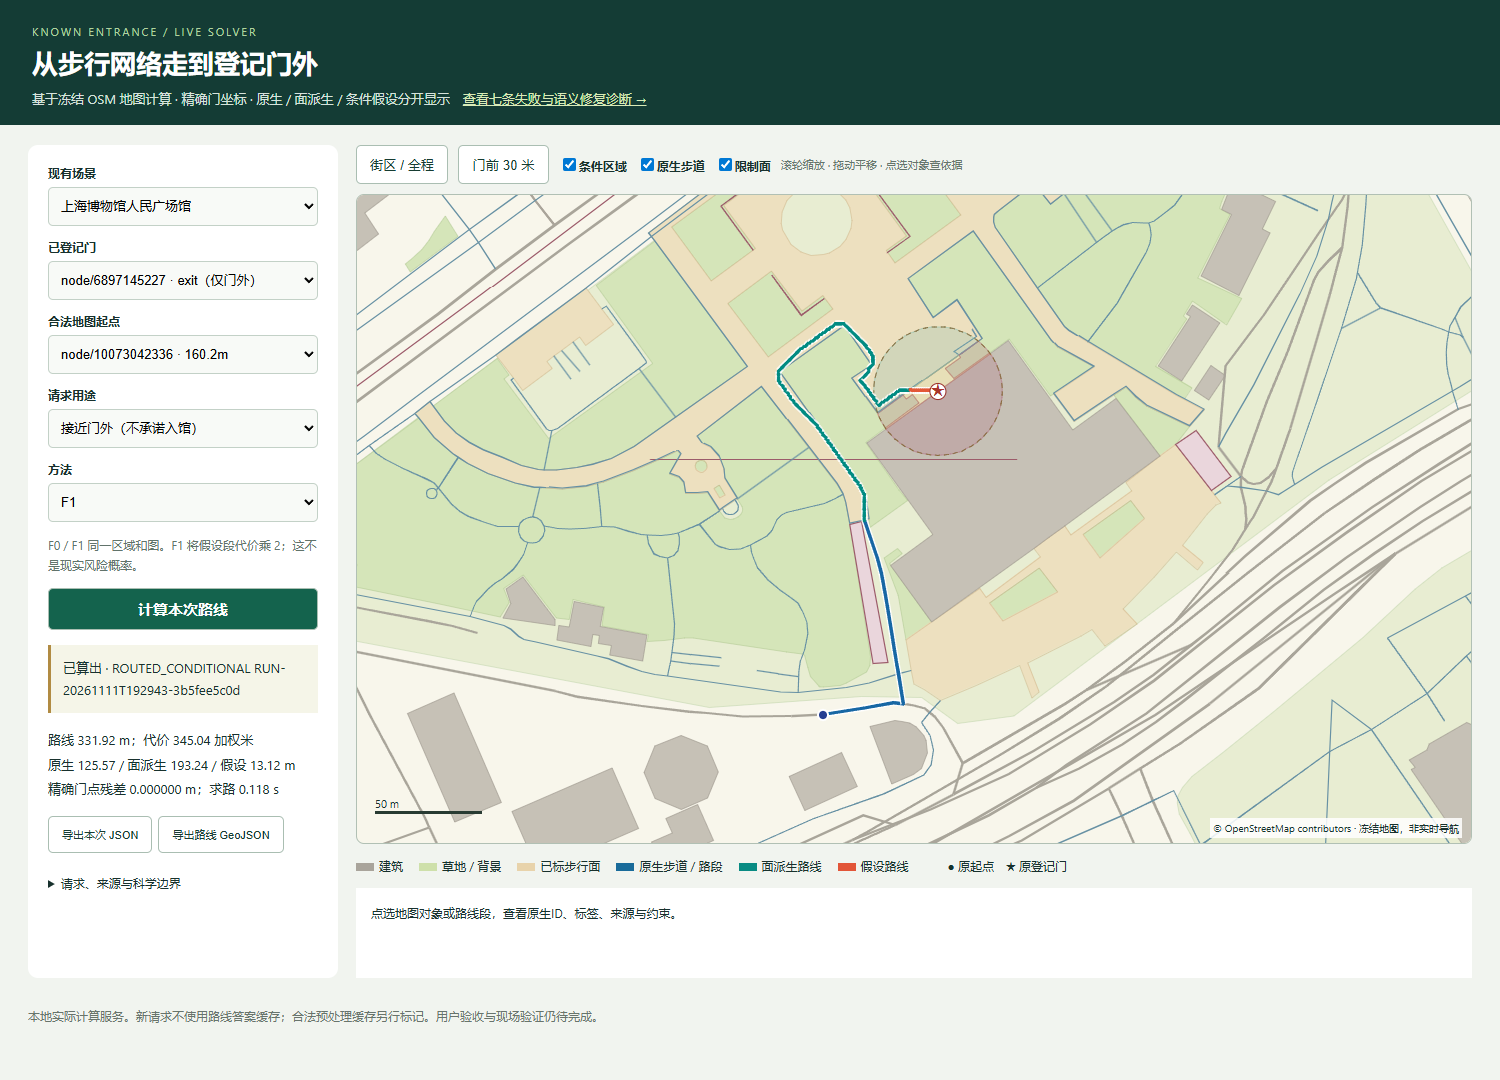 KNOWN ENTRANCE / LIVE SOLVER
从步行网络走到登记门外
基于冻结 OSM 地图计算 · 精确门坐标 · 原生 / 面派生 / 条件假设分开显示 查看七条失败与语义修复诊断 →
现有场景
上海博物馆人民广场馆
已登记门
node/6897145227 · exit（仅门外）
合法地图起点
node/10073042336 · 160.2m
请求用途
接近门外（不承诺入馆）
方法
F1
F0 / F1 同一区域和图。F1 将假设段代价乘 2；这不
是现实风险概率。
计算本次路线
已算出 · ROUTED_CONDITIONAL RUN-
20261111T192943-3b5fee5c0d
路线 331.92 m；代价 345.04 加权米
原生 125.57 / 面派生 193.24 / 假设 13.12 m
精确门点残差 0.000000 m；求路 0.118 s
导出本次 JSON 导出路线 GeoJSON
▶ 请求、来源与科学边界
街区 / 全程 门前 30 米 条件区域 原生步道 限制面 滚轮缩放 · 拖动平移 · 点选对象查依据
50 m
© OpenStreetMap contributors · 冻结地图，非实时导航
建筑 草地 / 背景 已标步行面 原生步道 / 路段 面派生路线 假设路线 ● 原起点 ★ 原登记门
点选地图对象或路线段，查看原生ID、标签、来源与约束。
本地实际计算服务。新请求不使用路线答案缓存；合法预处理缓存另行标记。用户验收与现场验证仍待完成。